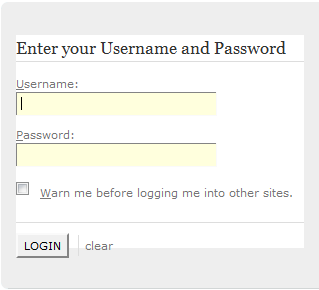 Enter your Username and Password
Username:
Password:
Warn me before logging me into other sites.
LOGIN clear